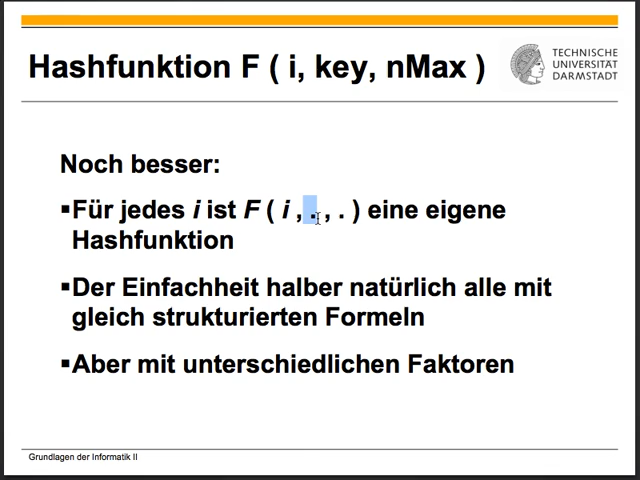 Hashfunktion F ( i, key, nMax )
TECHNISCHE
UNIVERSITÄT
DARMSTADT
Noch besser:
▪Für jedes i ist F ( i , . , . ) eine eigene
Hashfunktion
▪Der Einfachheit halber natürlich alle mit
gleich strukturierten Formeln
▪Aber mit unterschiedlichen Faktoren
Grundlagen der Informatik II